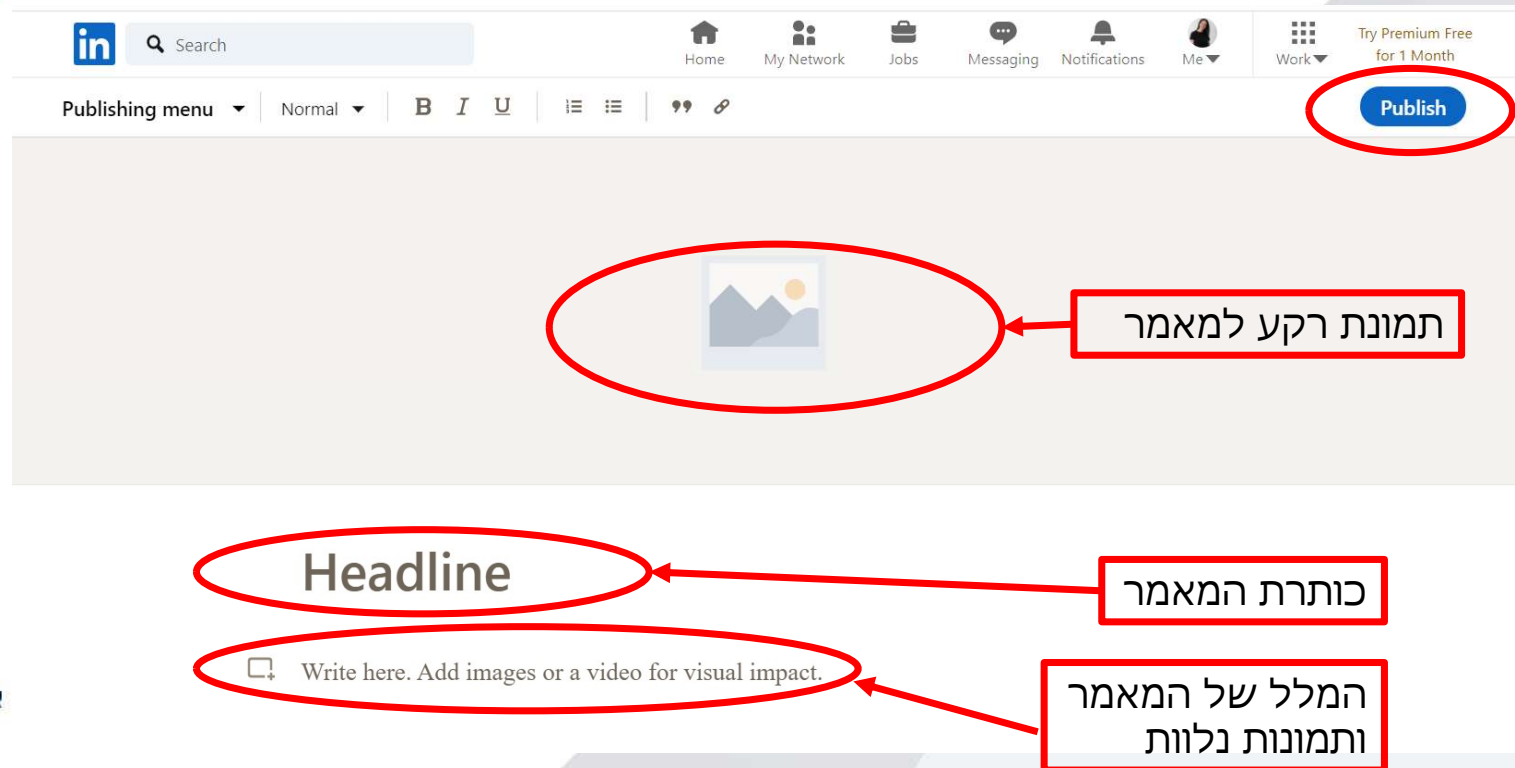 in Search
Home My Network Jobs Messaging Notifications Me Work
Try Premium Free
for 1 Month
Publishing menu Normal B I U Publish
תמונת רקע למאמר
Headline
כותרת המאמר
Write here. Add images or a video for visual impact.
המלל של המאמר
ותמונות נלוות